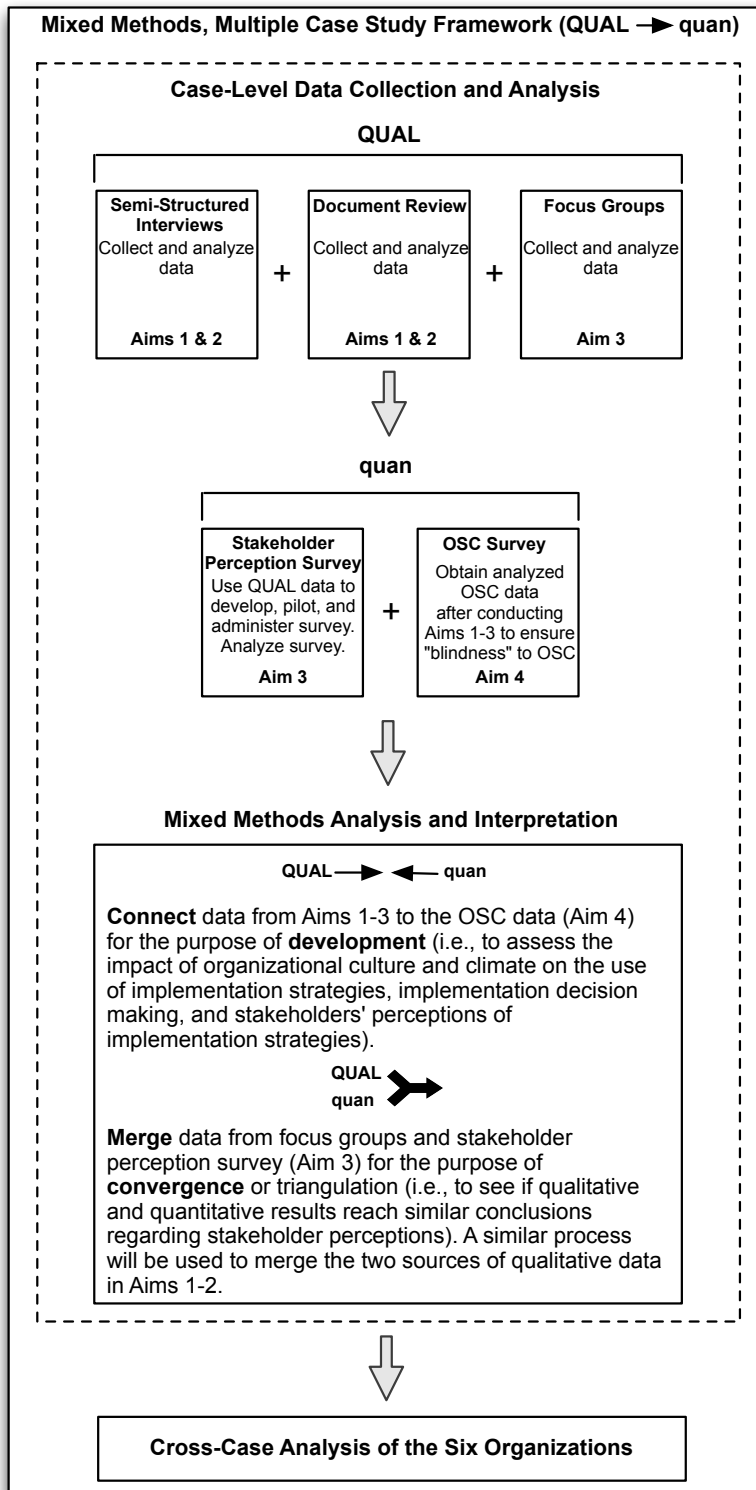 Mixed Methods, Multiple Case Study Framework (QUAL → quan)
Case-Level Data Collection and Analysis
QUAL
Semi-Structured
Interviews
Collect and analyze
data
Aims 1 & 2
+
Document Review
Collect and analyze
data
Aims 1 & 2
+
Focus Groups
Collect and analyze
data
Aim 3
quan
Stakeholder
Perception Survey
Use QUAL data to
develop, pilot, and
administer survey.
Analyze survey.
Aim 3
+
OSC Survey
Obtain analyzed
OSC data
after conducting
Aims 1-3 to ensure
"blindness" to OSC
Aim 4
Mixed Methods Analysis and Interpretation
QUAL → ← quan
Connect data from Aims 1-3 to the OSC data (Aim 4)
for the purpose of development (i.e., to assess the
impact of organizational culture and climate on the use
of implementation strategies, implementation decision
making, and stakeholders' perceptions of
implementation strategies).
QUAL
quan
Merge data from focus groups and stakeholder
perception survey (Aim 3) for the purpose of
convergence or triangulation (i.e., to see if qualitative
and quantitative results reach similar conclusions
regarding stakeholder perceptions). A similar process
will be used to merge the two sources of qualitative data
in Aims 1-2.
Cross-Case Analysis of the Six Organizations